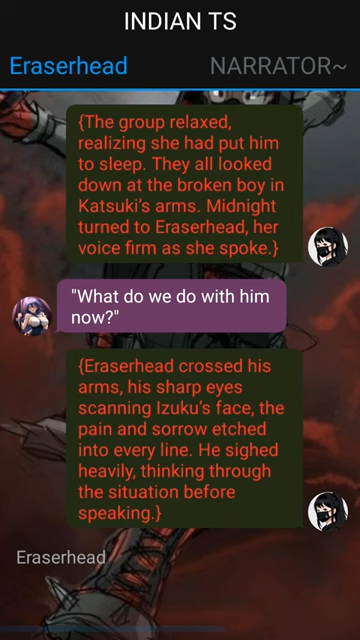 INDIAN TS
Eraserhead NARRATOR~
{The group relaxed,
realizing she had put him
to sleep. They all looked
down at the broken boy in
Katsuki's arms. Midnight
turned to Eraserhead, her
voice firm as she spoke.}
"What do we do with him
now?"
{Eraserhead crossed his
arms, his sharp eyes
scanning Izuku's face, the
pain and sorrow etched
into every line. He sighed
heavily, thinking through
the situation before
speaking.}
Eraserhead